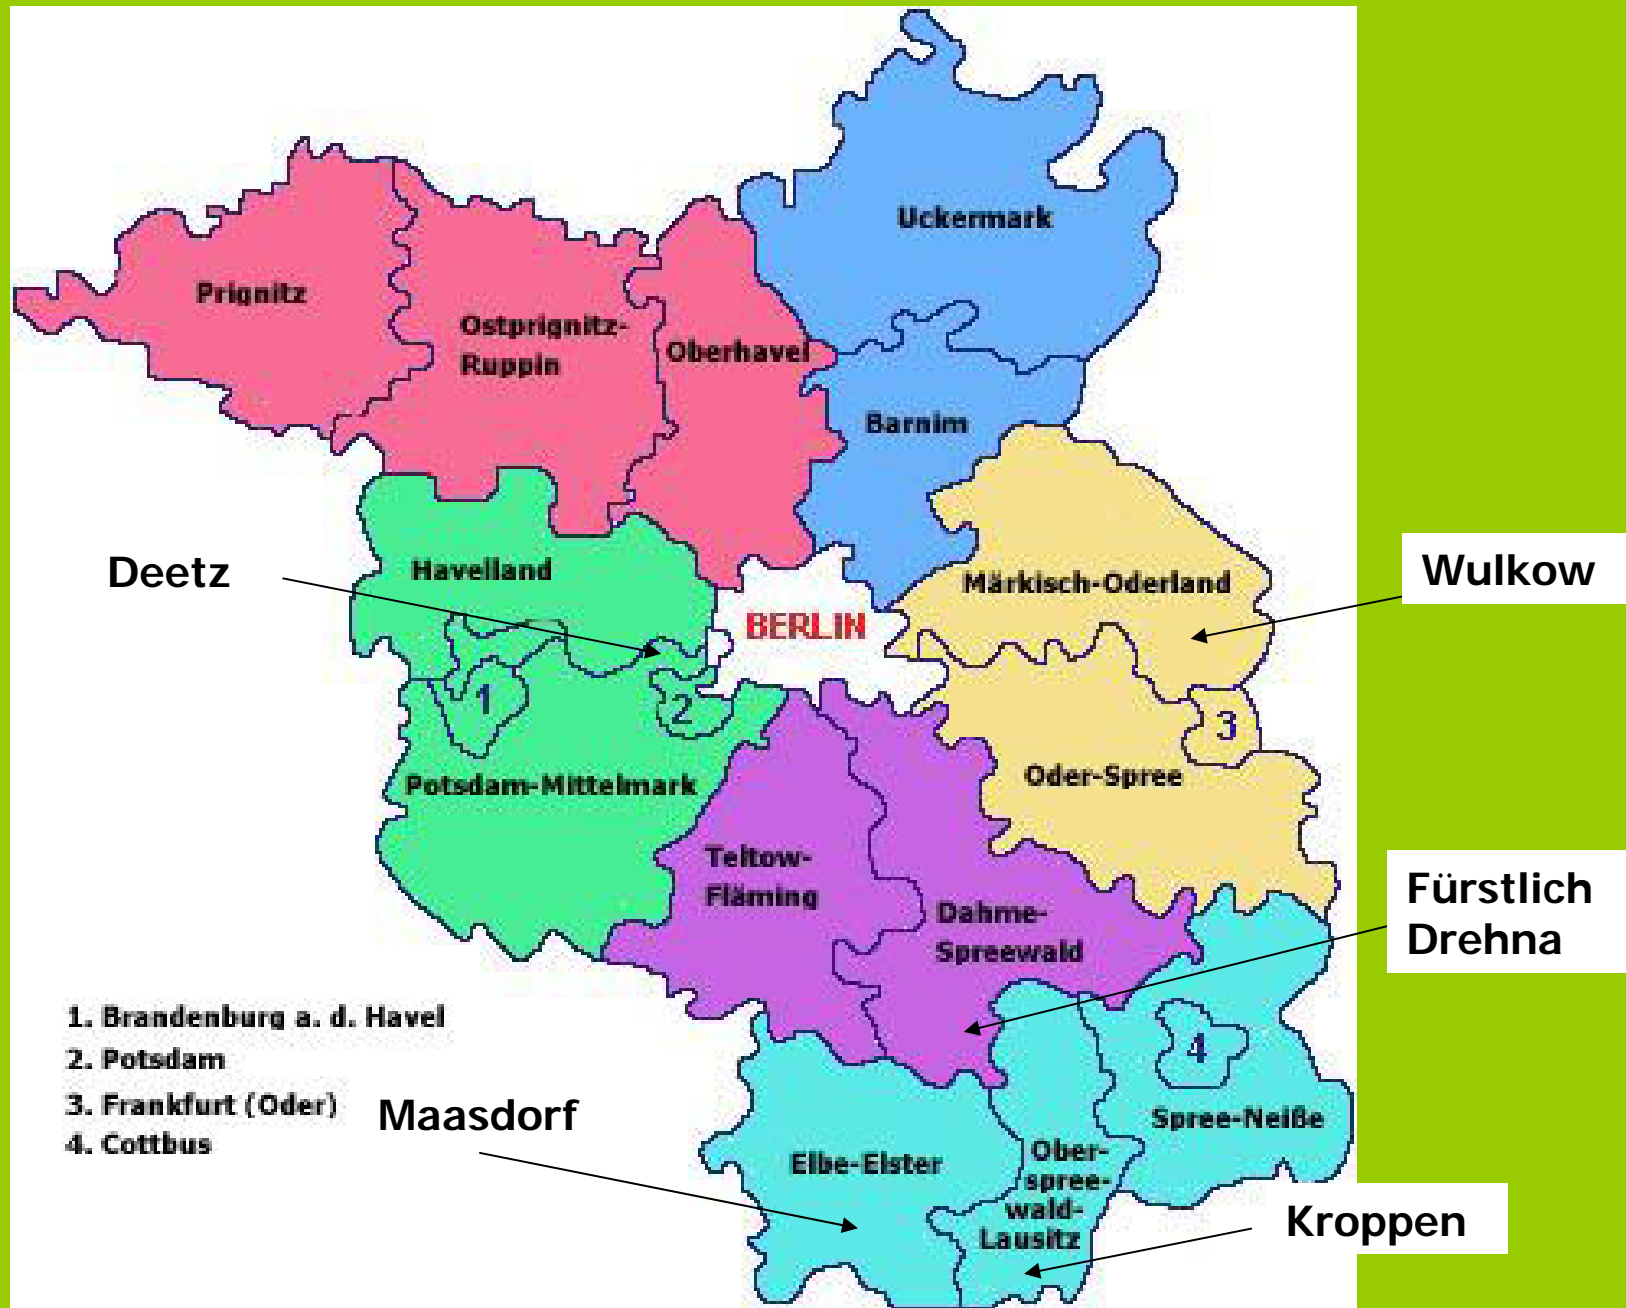 Uckermark
Prignitz
Ostprignitz-
Ruppin
Oberhavel
Barnim
Deetz
Havelland
Märkisch-Oderland
Wulkow
BERLIN
1
2
3
Potsdam-Mittelmark
Oder-Spree
Teltow-
Fläming
Dahme-
Spreewald
Fürstlich
Drehna
1. Brandenburg a. d. Havel
2. Potsdam
3. Frankfurt (Oder)
4. Cottbus
4
Maasdorf
Spree-Neiße
Elbe-Elster
Ober-
spree-
wald-
Lausitz
Kroppen